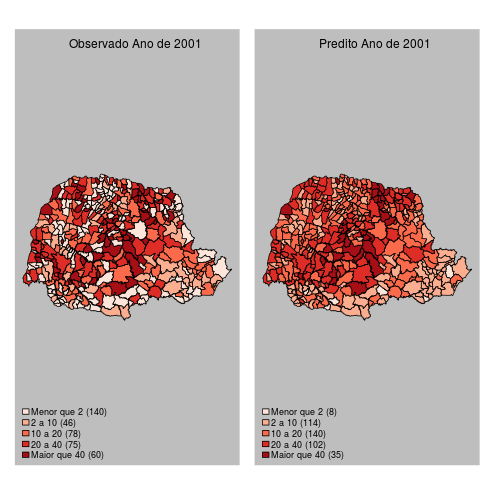 Observado Ano de 2001
Menor que 2 (140)
2 a 10 (46)
10 a 20 (78)
20 a 40 (75)
Maior que 40 (60)
Predito Ano de 2001
Menor que 2 (8)
2 a 10 (114)
10 a 20 (140)
20 a 40 (102)
Maior que 40 (35)